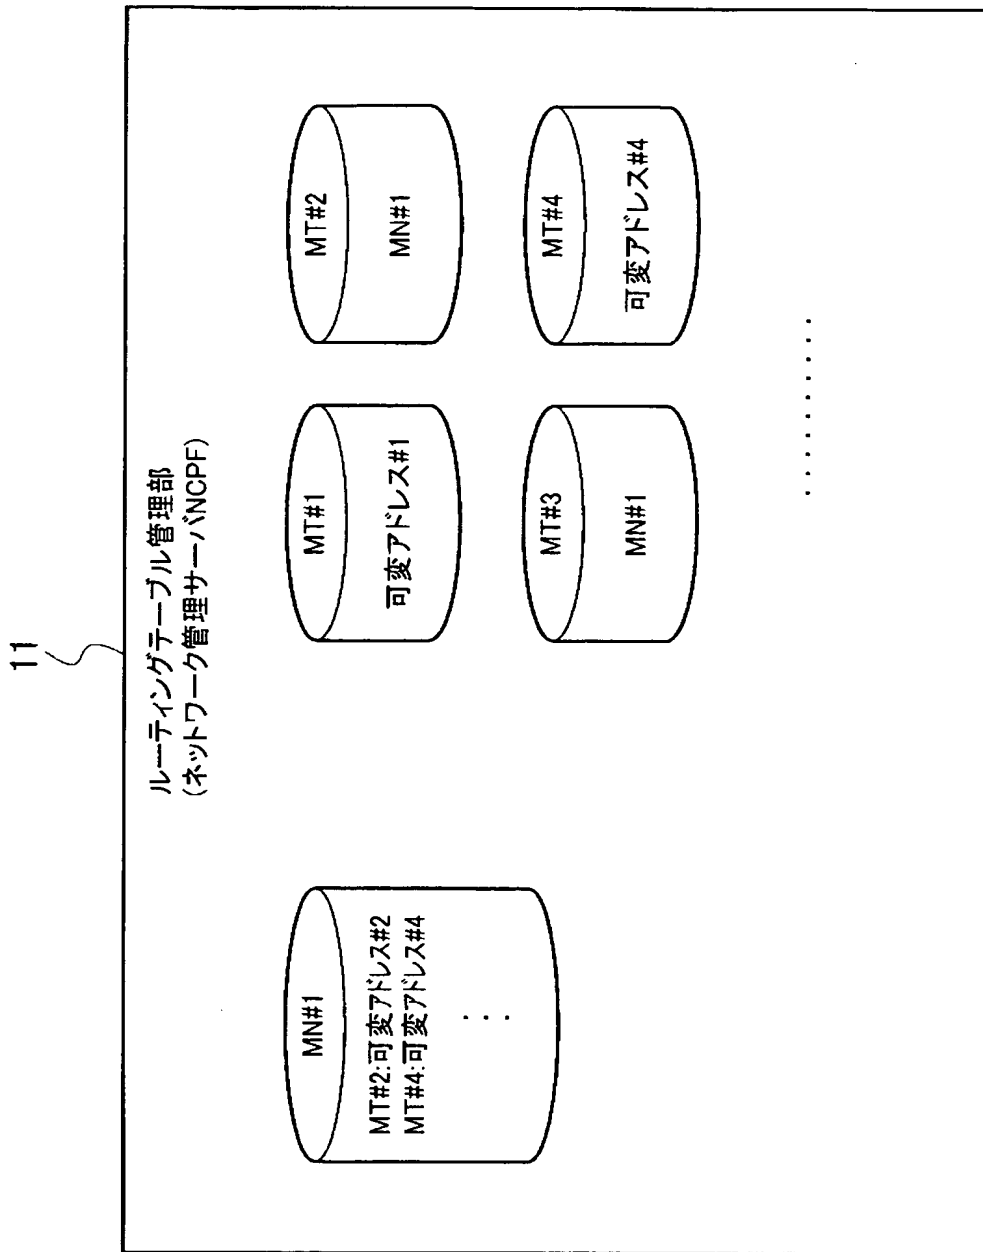 11
ルーティングテーブル管理部
(ネットワーク管理サーバNCPF)
MN#1
MT#2:可変アドレス#2
MT#4:可変アドレス#4
・・・
MT#1
可変アドレス#1
MT#2
MN#1
MT#3
MN#1
MT#4
可変アドレス#4
・・・・・・・・・・